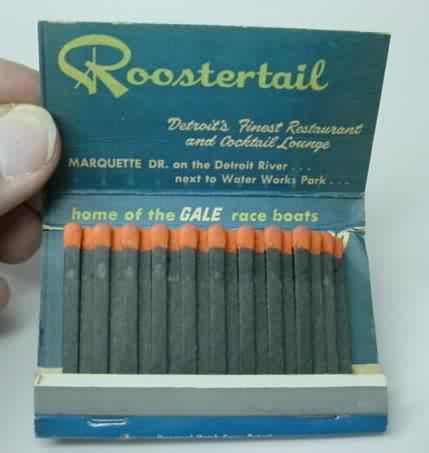 Roostertail
Detroit's Finest Restaurant
and Cocktail Lounge
MARQUETTE DR. on the Detroit River . . .
next to Water Works Park . . .
home of the GALE race boats